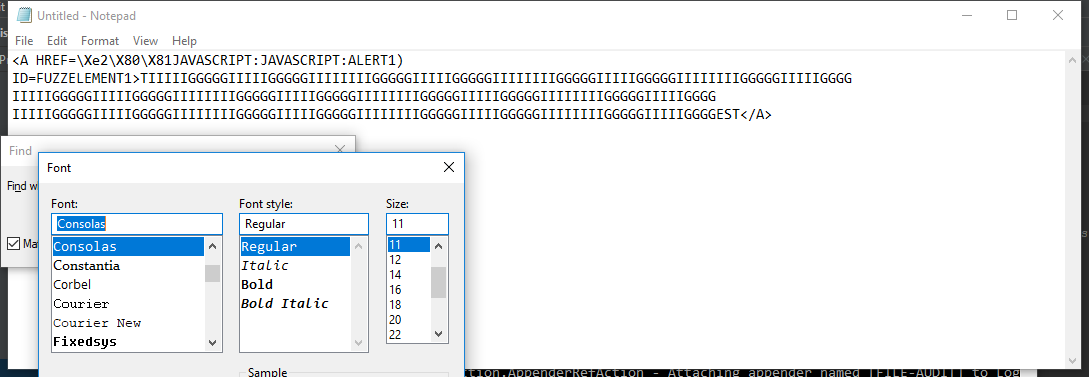 Untitled - Notepad
File Edit Format View Help
<A HREF=\Xe2\X80\X81JAVASCRIPT:JAVASCRIPT:ALERT1)
ID=FUZZELEMENT1>TIIIIIGGGGGIIIIIGGGGGIIIIIIIIGGGGGIIIIIGGGGGIIIIIIIIGGGGGIIIIIGGGGGIIIIIIIIGGGGGIIIIIGGGG
IIIIIGGGGGIIIIIGGGGGIIIIIIIIGGGGGIIIIIGGGGGIIIIIIIIGGGGGIIIIIGGGGGIIIIIIIIGGGGGIIIIIGGGG
IIIIIGGGGGIIIIIGGGGGIIIIIIIIGGGGGIIIIIGGGGGIIIIIIIIGGGGGIIIIIGGGGGIIIIIIIIGGGGGIIIIIGGGGEST</A>
Find
Find w
Ma
Font
Font: Font style: Size:
Consolas Regular 11
Consolas Regular 11
Constantia Italic 12
Corbel Bold 14
Courier Bold Italic 16
Courier New 18
Fixedsys 20
22
Sample
ction.AppenderRefAction - Attaching appender named [FILE-AUDIT] to Log